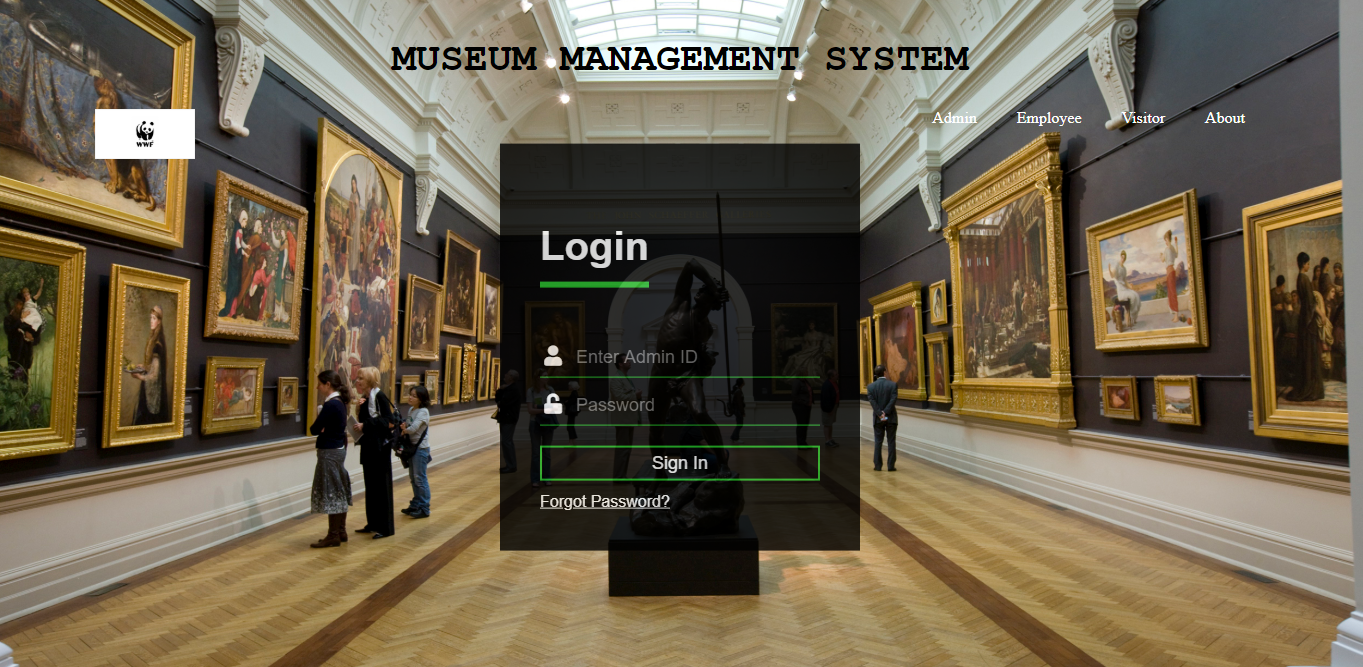 MUSEUM MANAGEMENT SYSTEM
WWF
Admin Employee Visitor About
Login
Enter Admin ID
Password
Sign In
Forgot Password?